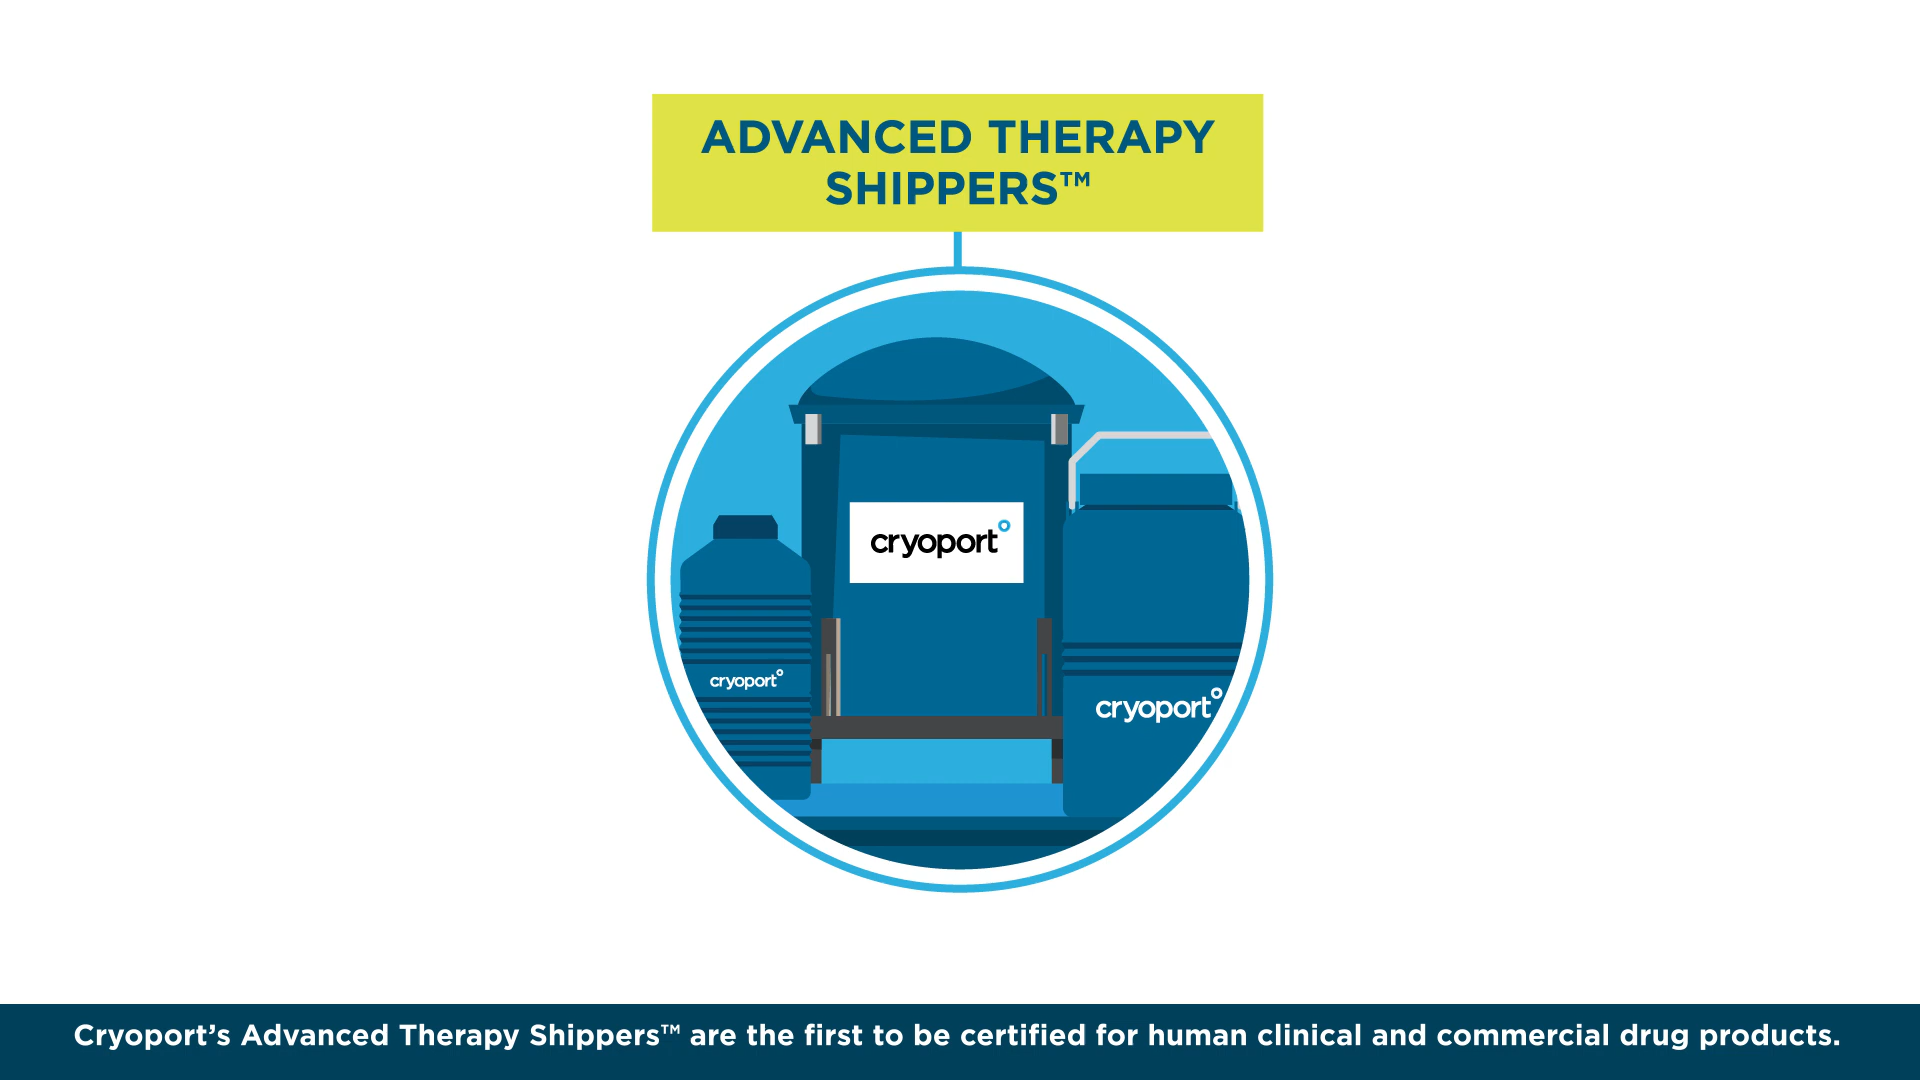 ADVANCED THERAPY
SHIPPERS™
cryoport
cryoport
cryoport
Cryoport’s Advanced Therapy Shippers™ are the first to be certified for human clinical and commercial drug products.